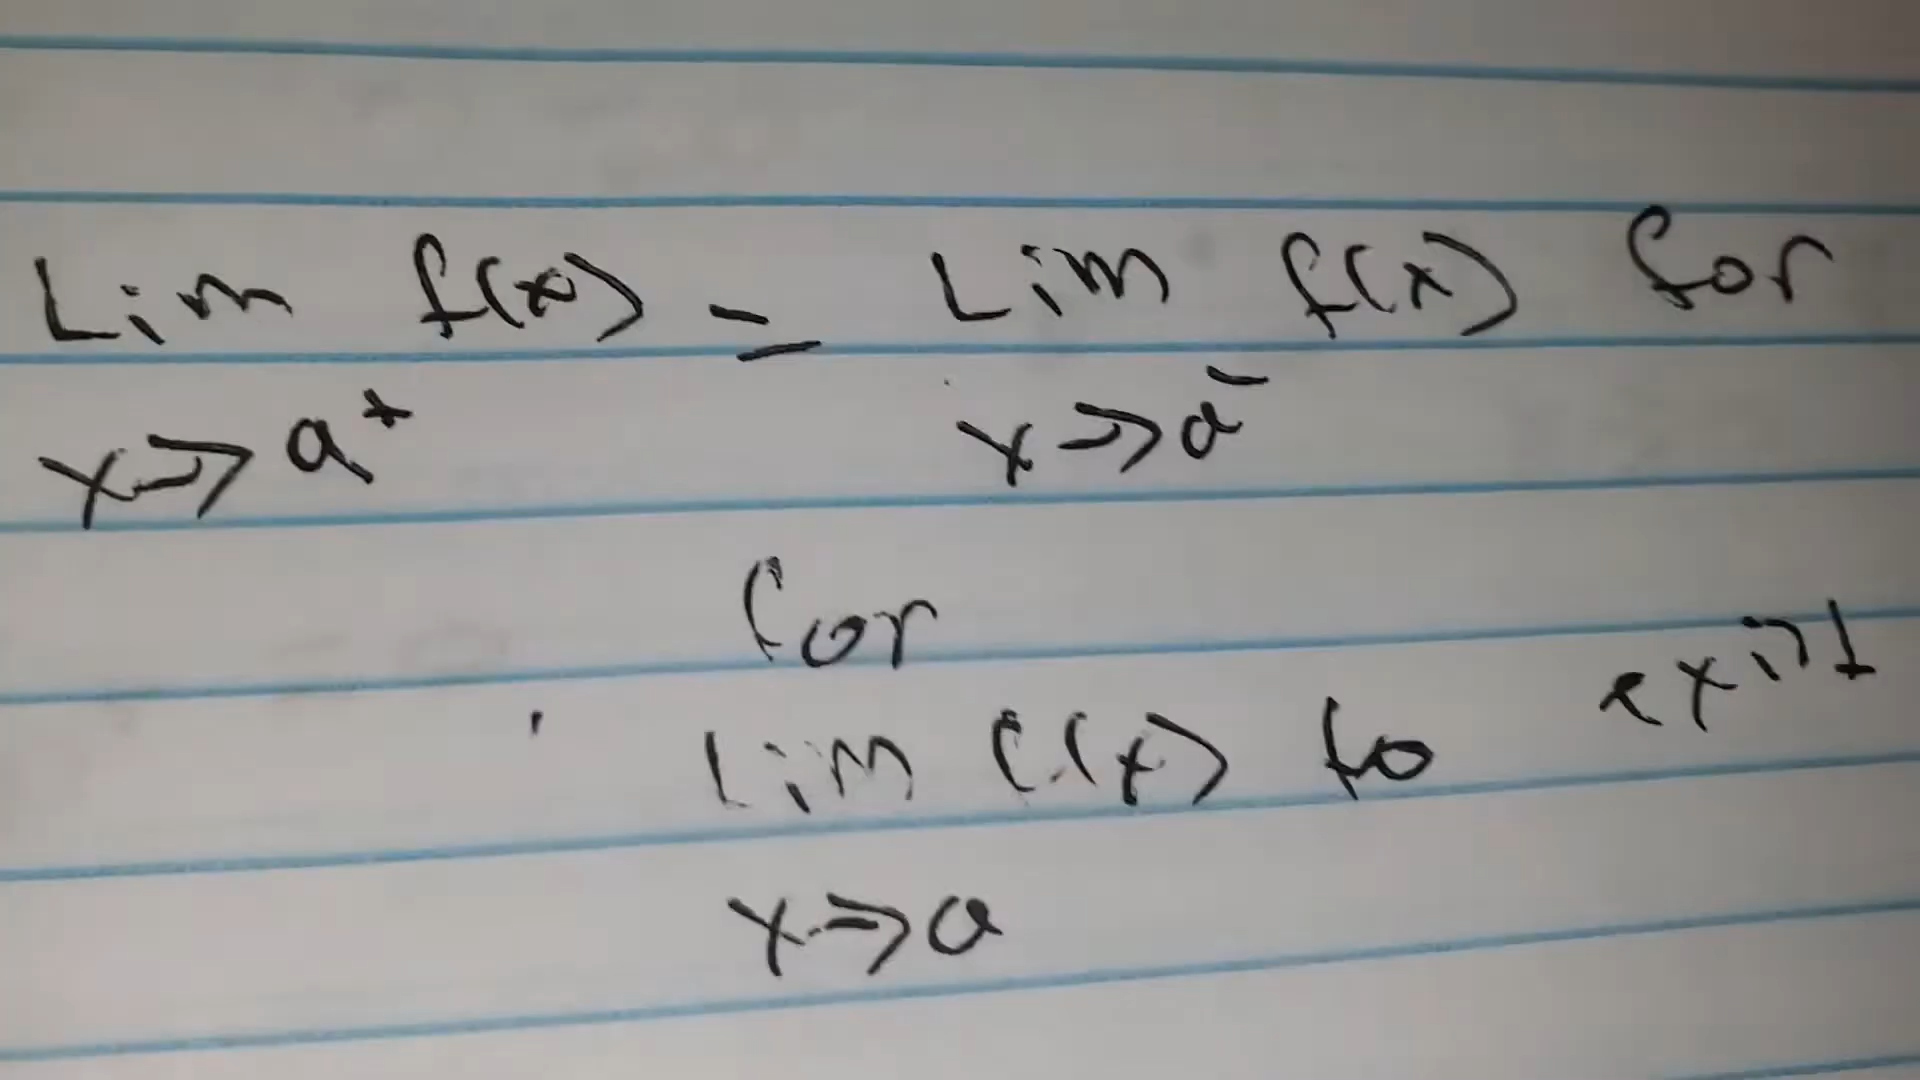 Lim f(x) = Lim f(x) for
x→a⁺ x→a⁻
for
Lim f(x) to exist
x→a